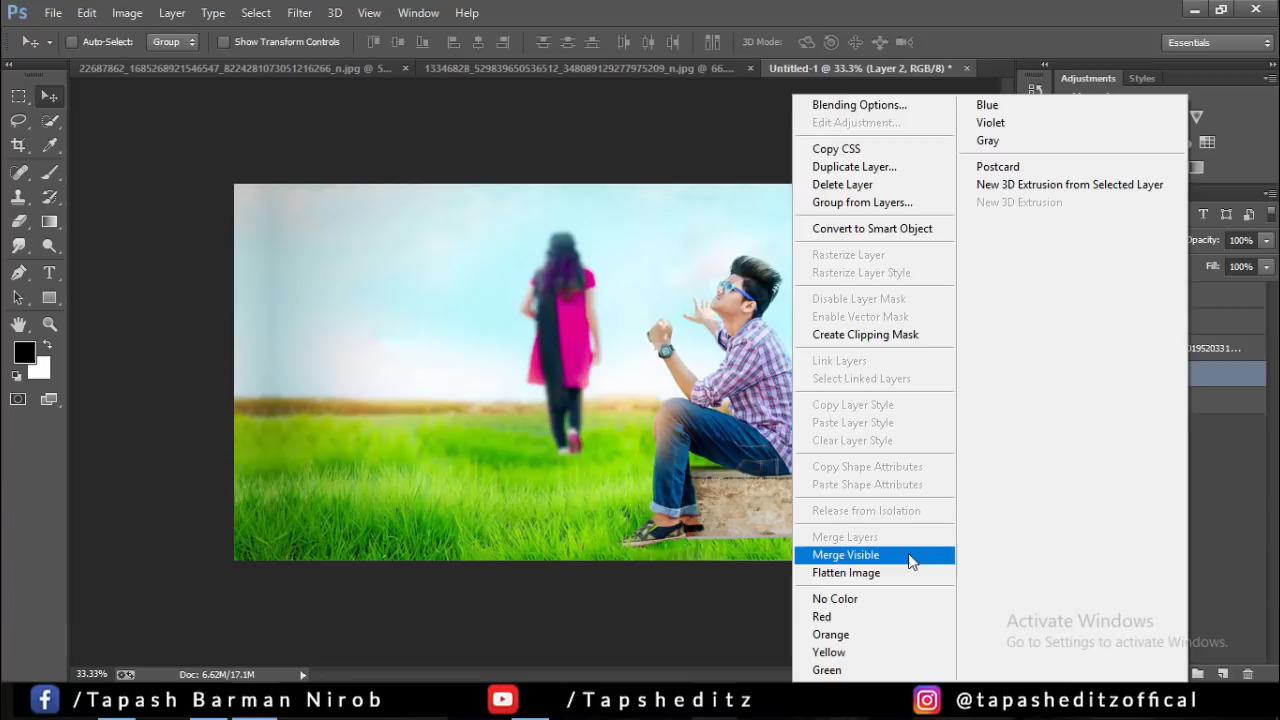 Ps File Edit Image Layer Type Select Filter 3D View Window Help
Auto-Select: Group Show Transform Controls 3D Mode: Essentials
22687862_1685268921546547_8224281073051216266_n.jpg @ 5... × 13346828_529839650536512_348089129277975209_n.jpg @ 66.... × Untitled-1 @ 33.3% (Layer 2, RGB/8) * ×
Adjustments Styles
Blending Options...
Edit Adjustment...
Copy CSS
Duplicate Layer...
Delete Layer
Group from Layers...
Convert to Smart Object
Rasterize Layer
Rasterize Layer Style
Disable Layer Mask
Enable Vector Mask
Create Clipping Mask
Link Layers
Select Linked Layers
Copy Layer Style
Paste Layer Style
Clear Layer Style
Copy Shape Attributes
Paste Shape Attributes
Release from Isolation
Merge Layers
Merge Visible
Flatten Image
No Color
Red
Orange
Yellow
Green
Blue
Violet
Gray
Postcard
New 3D Extrusion from Selected Layer
New 3D Extrusion
Opacity: 100%
Fill: 100%
019520331...
Activate Windows
Go to Settings to activate Windows.
33.33% Doc: 6.62M/17.1M
/Tapash Barman Nirob /Tapsheditz @tapasheditzoffical